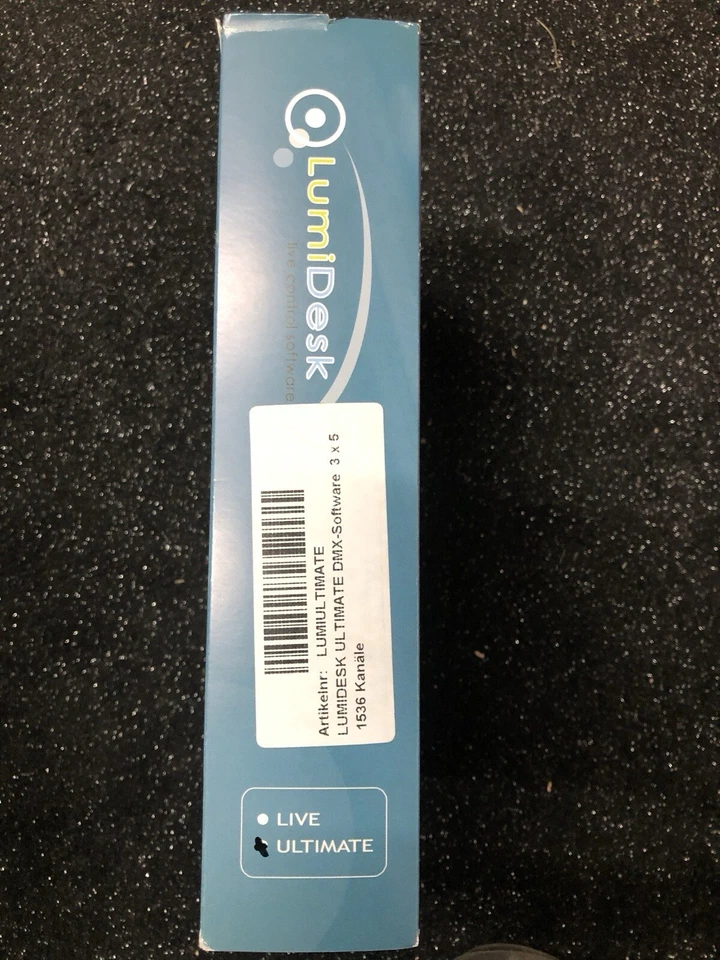 LumiDesk
live control software
Artikelnr: LUMIULTIMATE
LUMIDESK ULTIMATE DMX-Software 3 x 5
1536 Kanäle
LIVE
ULTIMATE